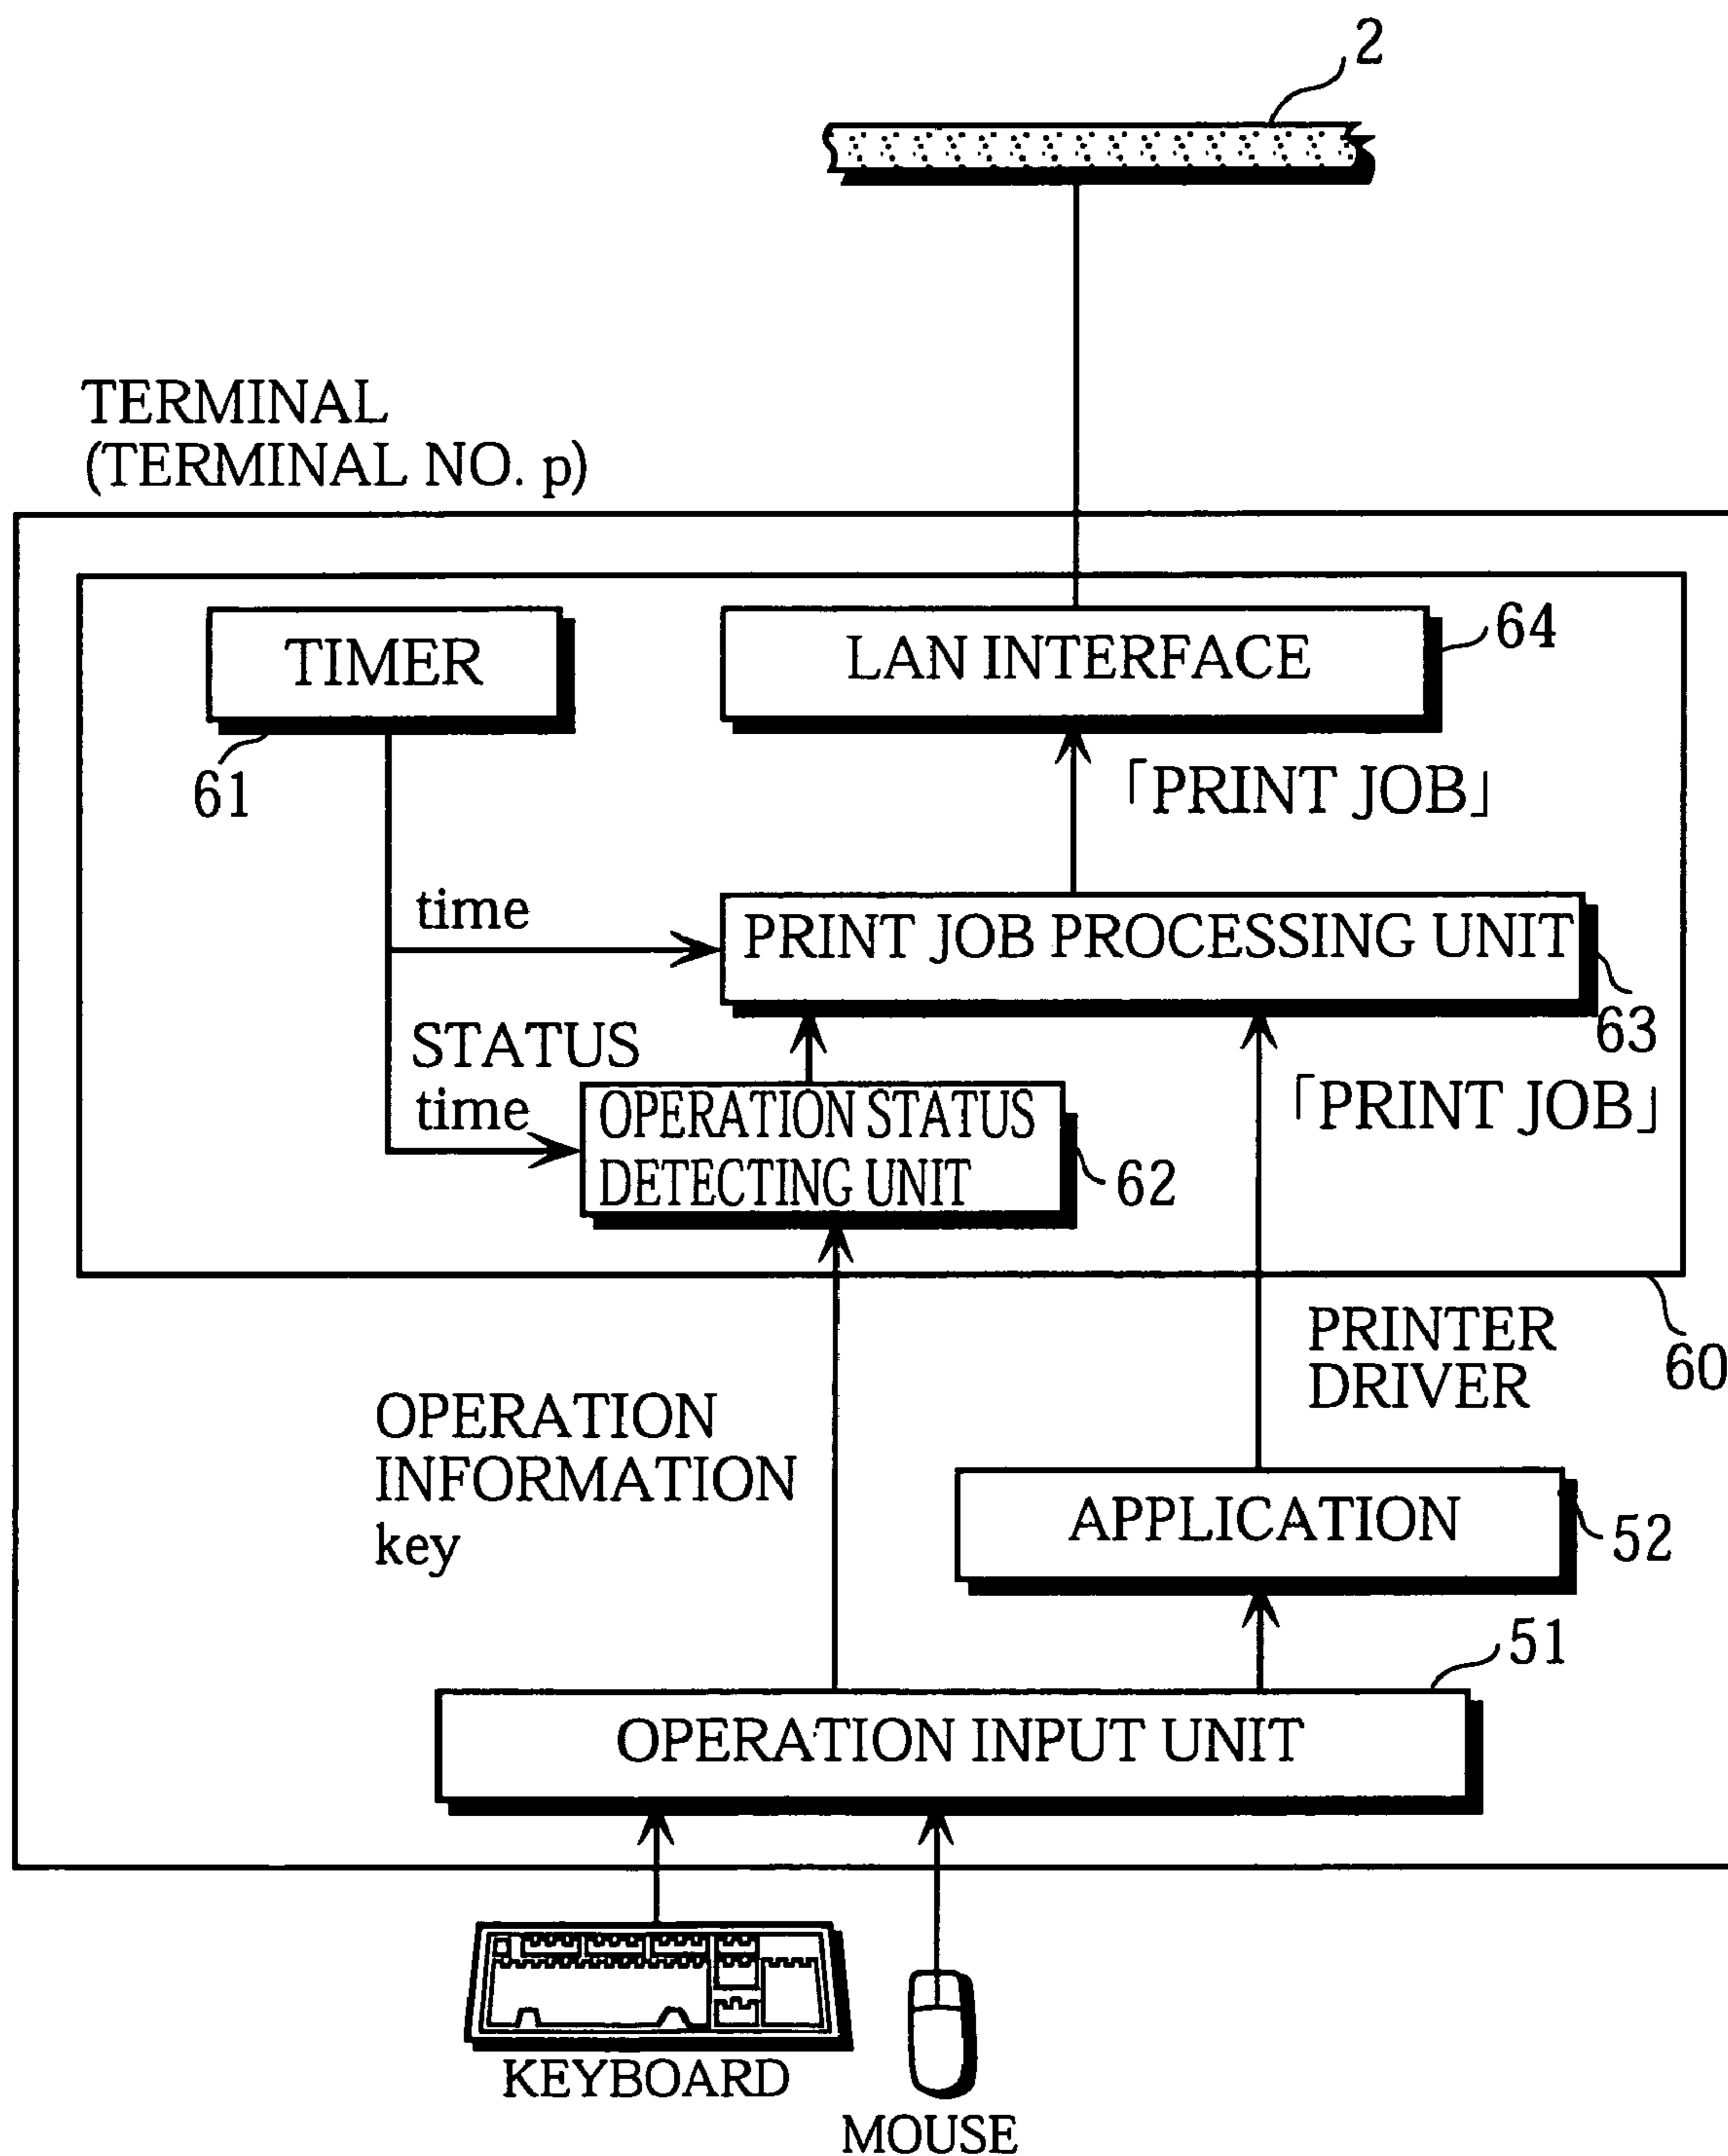 2
TERMINAL
(TERMINAL NO. p)
TIMER
LAN INTERFACE
64
61
「PRINT JOB」
time
PRINT JOB PROCESSING UNIT
63
STATUS
time
OPERATION STATUS
DETECTING UNIT
62
「PRINT JOB」
PRINTER
DRIVER
60
OPERATION
INFORMATION
key
APPLICATION
52
51
OPERATION INPUT UNIT
KEYBOARD
MOUSE